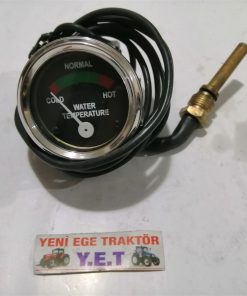 NORMAL
COLD HOT
WATER
TEMPERATURE
YENİ EGE TRAKTÖR
Y.E.T